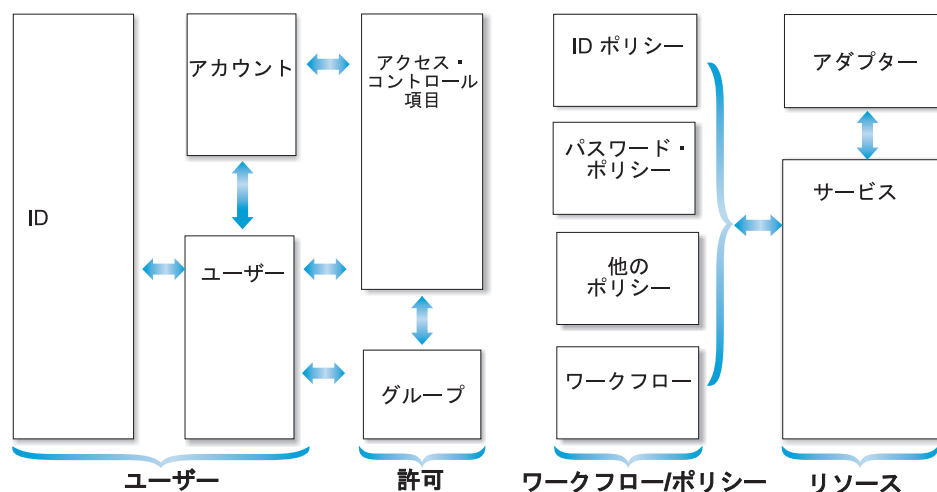 ID
アカウント
ユーザー
アクセス・
コントロール
項目
グループ
ID ポリシー
パスワード・
ポリシー
他の
ポリシー
ワークフロー
アダプター
サービス
ユーザー
許可
ワークフロー/ポリシー
リソース